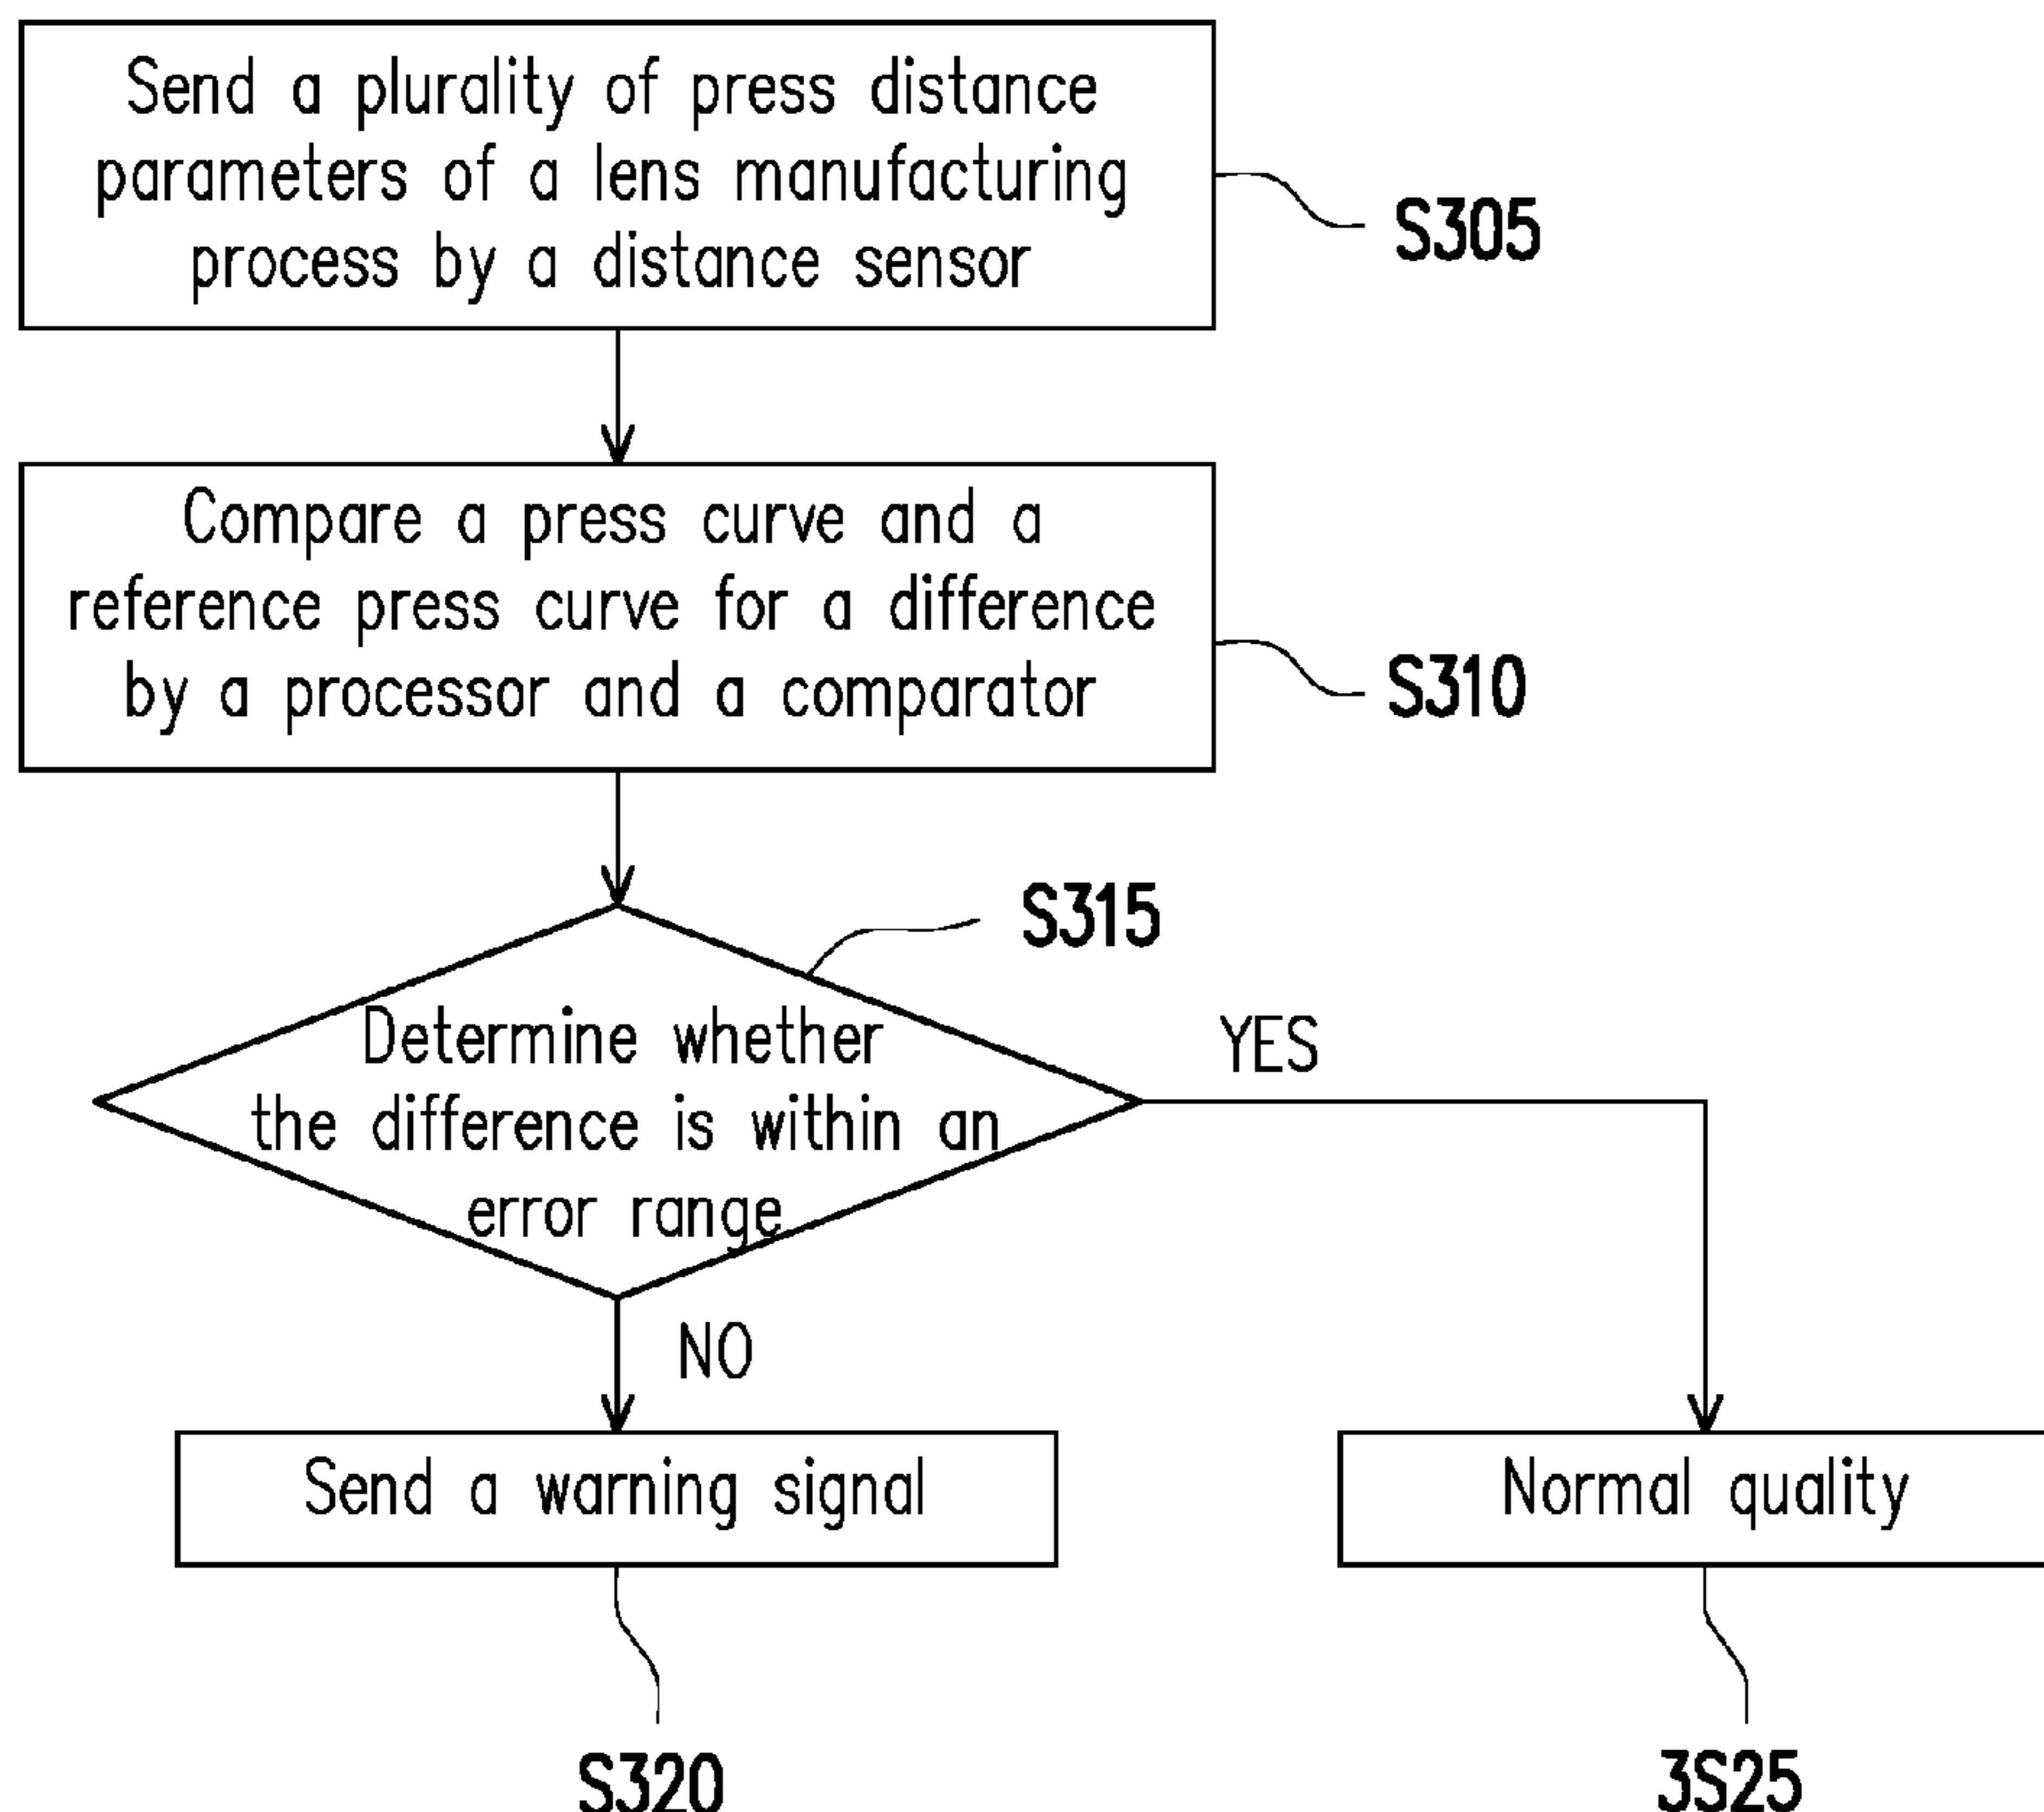 Send a plurality of press distance
parameters of a lens manufacturing
process by a distance sensor
S305
Compare a press curve and a
reference press curve for a difference
by a processor and a comparator
S310
S315
Determine whether
the difference is within an
error range
YES
NO
Send a warning signal
Normal quality
S320
3S25